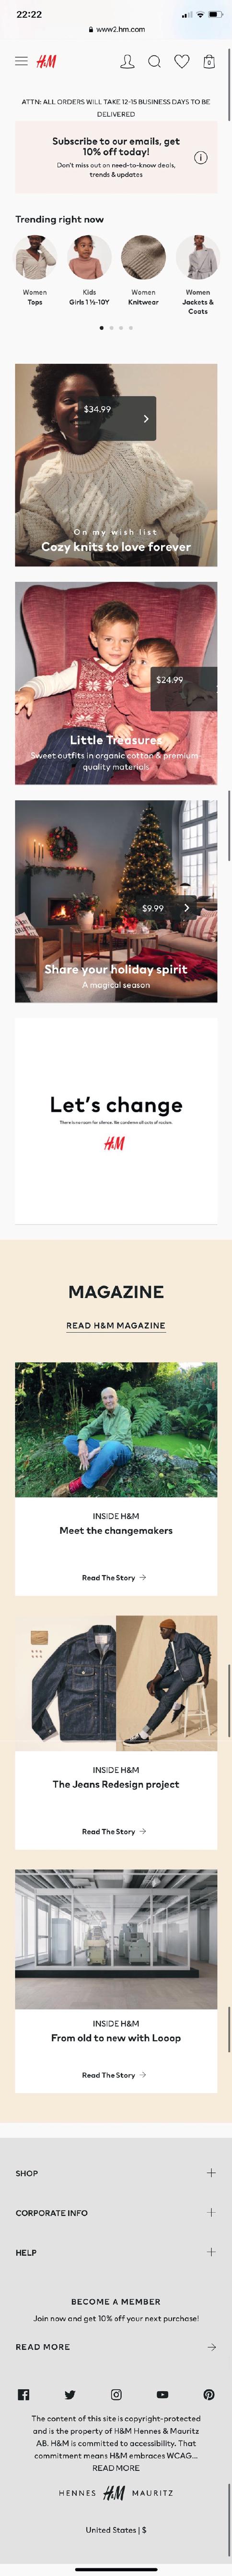 22:22
www2.hm.com
H&M
0
ATTN: ALL ORDERS WILL TAKE 12-15 BUSINESS DAYS TO BE
DELIVERED
Subscribe to our emails, get
10% off today!
Don't miss out on need-to-know deals,
trends & updates
Trending right now
Women
Tops
Kids
Girls 1 ½-10Y
Women
Knitwear
Women
Jackets &
Coats
$34.99
On my wish list
Cozy knits to love forever
$24.99
Little Treasures
Sweet outfits in organic cotton & premium
quality materials
$9.99
Share your holiday spirit
A magical season
Let's change
There is no room for silence. We condemn all acts of racism.
H&M
MAGAZINE
READ H&M MAGAZINE
INSIDE H&M
Meet the changemakers
Read The Story
INSIDE H&M
The Jeans Redesign project
Read The Story
INSIDE H&M
From old to new with Looop
Read The Story
SHOP
CORPORATE INFO
HELP
BECOME A MEMBER
Join now and get 10% off your next purchase!
READ MORE
The content of this site is copyright-protected
and is the property of H&M Hennes & Mauritz
AB. H&M is committed to accessibility. That
commitment means H&M embraces WCAG...
READ MORE
HENNES H&M MAURITZ
United States | $